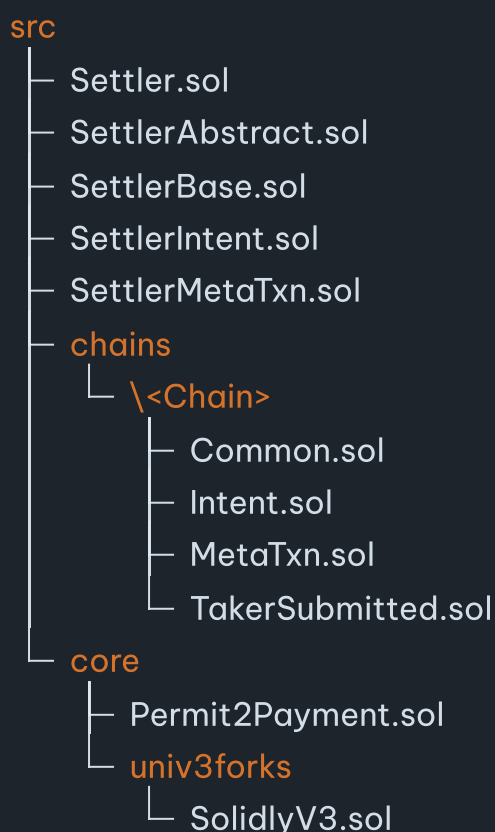 src
Settler.sol
SettlerAbstract.sol
SettlerBase.sol
SettlerIntent.sol
SettlerMetaTxn.sol
chains
\<Chain>
Common.sol
Intent.sol
MetaTxn.sol
TakerSubmitted.sol
core
Permit2Payment.sol
univ3forks
SolidlyV3.sol